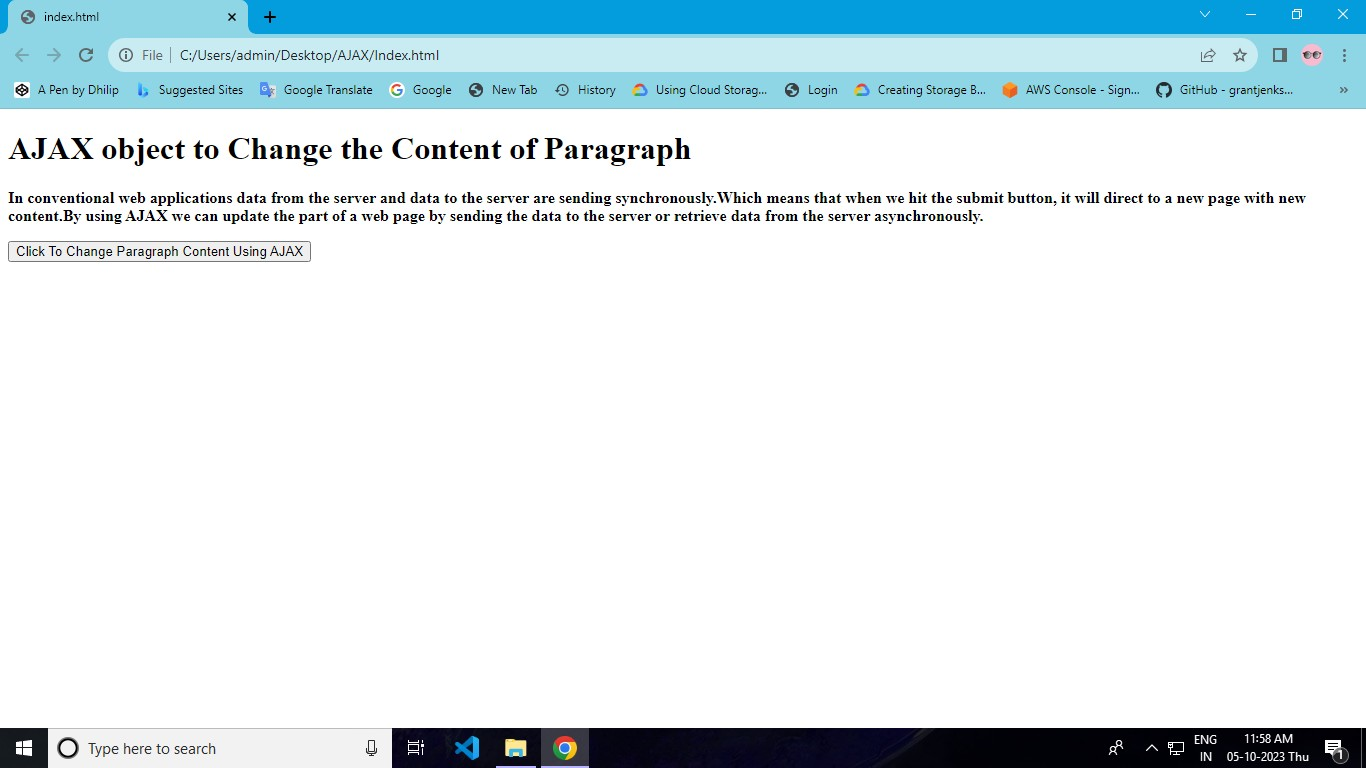 index.html
File
C:/Users/admin/Desktop/AJAX/Index.html
A Pen by Dhilip
Suggested Sites
Google Translate
Google
New Tab
History
Using Cloud Storag...
Login
Creating Storage B...
AWS Console - Sign...
GitHub - grantjenks...
»
AJAX object to Change the Content of Paragraph
In conventional web applications data from the server and data to the server are sending synchronously.Which means that when we hit the submit button, it will direct to a new page with new
content.By using AJAX we can update the part of a web page by sending the data to the server or retrieve data from the server asynchronously.
Click To Change Paragraph Content Using AJAX
Type here to search
ENG
IN
11:58 AM
05-10-2023 Thu
1